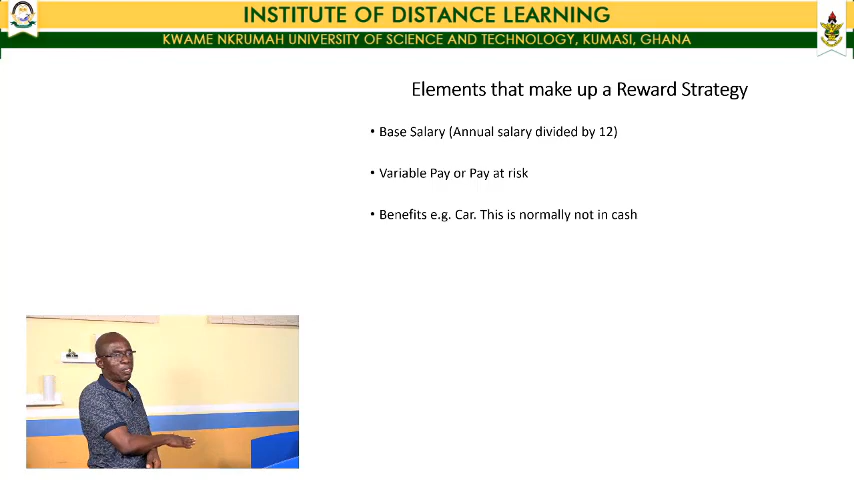 INSTITUTE OF DISTANCE LEARNING
KWAME NKRUMAH UNIVERSITY OF SCIENCE AND TECHNOLOGY, KUMASI, GHANA
Elements that make up a Reward Strategy
• Base Salary (Annual salary divided by 12)
• Variable Pay or Pay at risk
• Benefits e.g. Car. This is normally not in cash